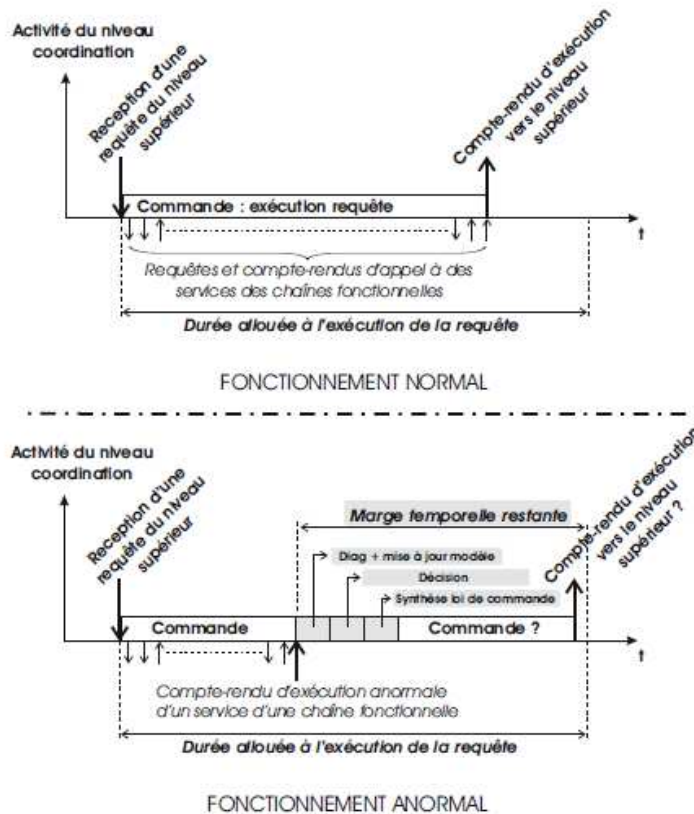 Activité du niveau
coordination
Reception d'une
requête du niveau
supérieur
Compte-rendu d'exécution
vers le niveau
supérieur
Commande : exécution requête
t
Requêtes et compte-rendus d'appel à des
services des chaînes fonctionnelles
Durée allouée à l'exécution de la requête
FONCTIONNEMENT NORMAL
Activité du niveau
coordination
Reception d'une
requête du niveau
supérieur
Compte-rendu d'exécution
vers le niveau
supérieur ?
Marge temporelle restante
Diag + mise à jour modèle
Décision
Synthèse loi de commande
Commande
Commande ?
t
Compte-rendu d'exécution anormale
d'un service d'une chaîne fonctionnelle
Durée allouée à l'exécution de la requête
FONCTIONNEMENT ANORMAL